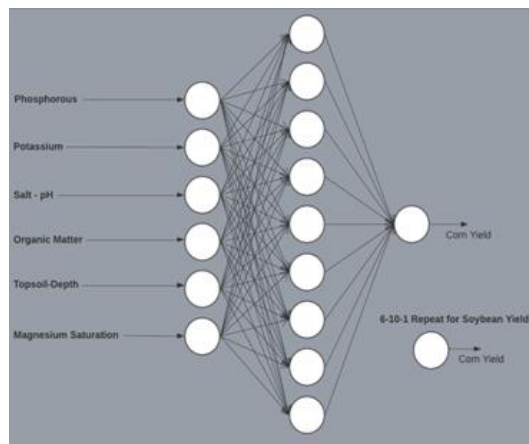 Phosphorous
Potassium
Salt - pH
Organic Matter
Corn Yield
Topsoil-Depth
6-10-1 Repeat for Soybean Yield
Magnesium Saturation
Corn Yield